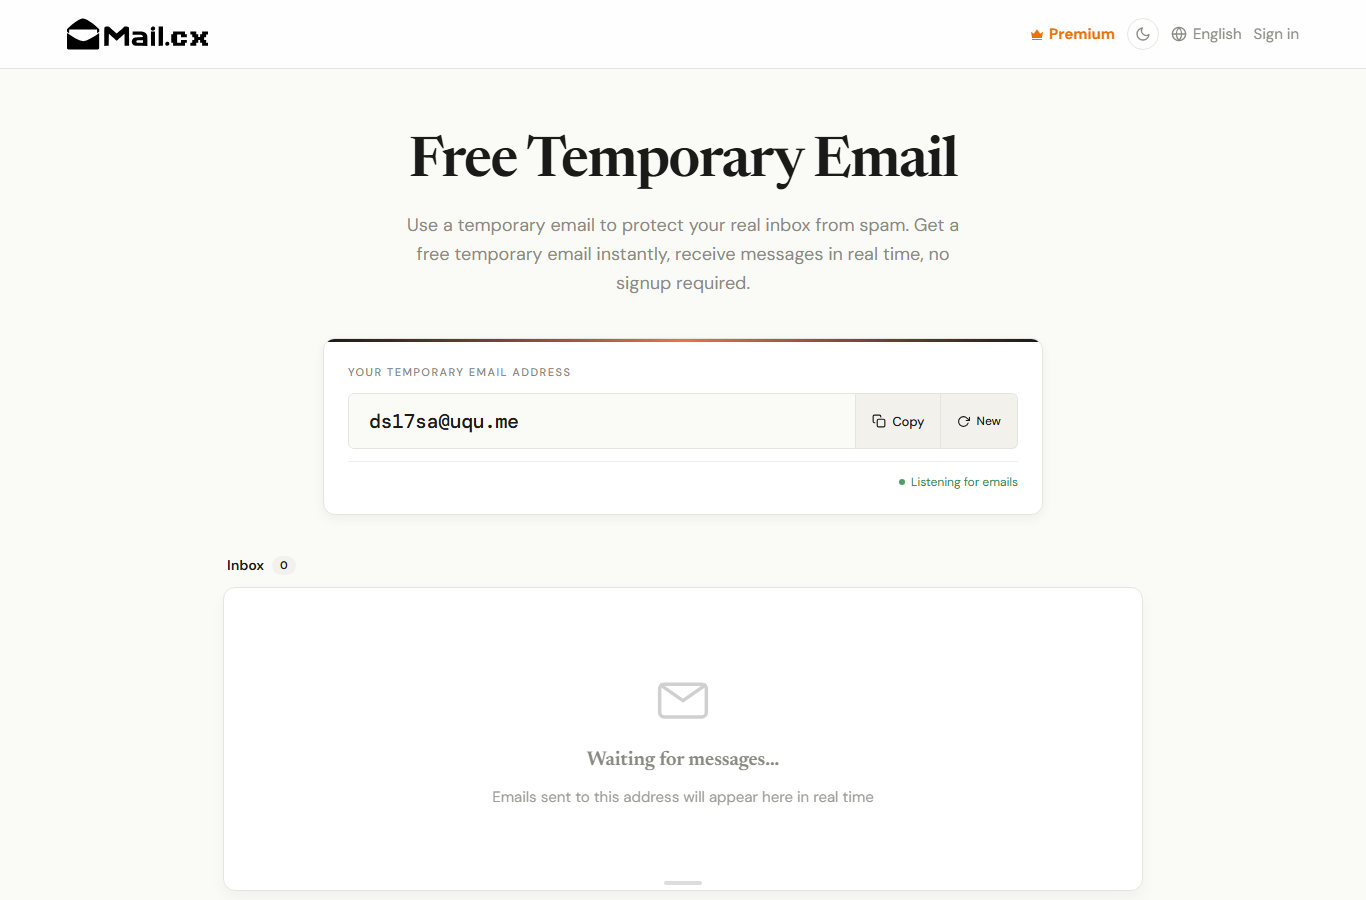 Mail.cx
Premium
English
Sign in
Free Temporary Email
Use a temporary email to protect your real inbox from spam. Get a
free temporary email instantly, receive messages in real time, no
signup required.
YOUR TEMPORARY EMAIL ADDRESS
ds17sa@uqu.me
Copy
New
Listening for emails
Inbox 0
Waiting for messages...
Emails sent to this address will appear here in real time